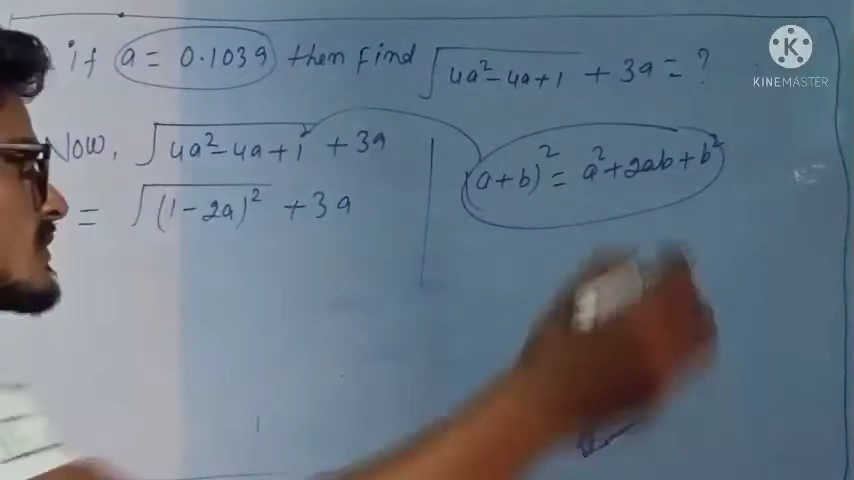 if a = 0.1039 then find √4a²-4a+1 + 3a = ?
KINEMASTER
Now, √4a²-4a+1 + 3a
(a+b)² = a²+2ab+b²
= √(1-2a)² + 3a